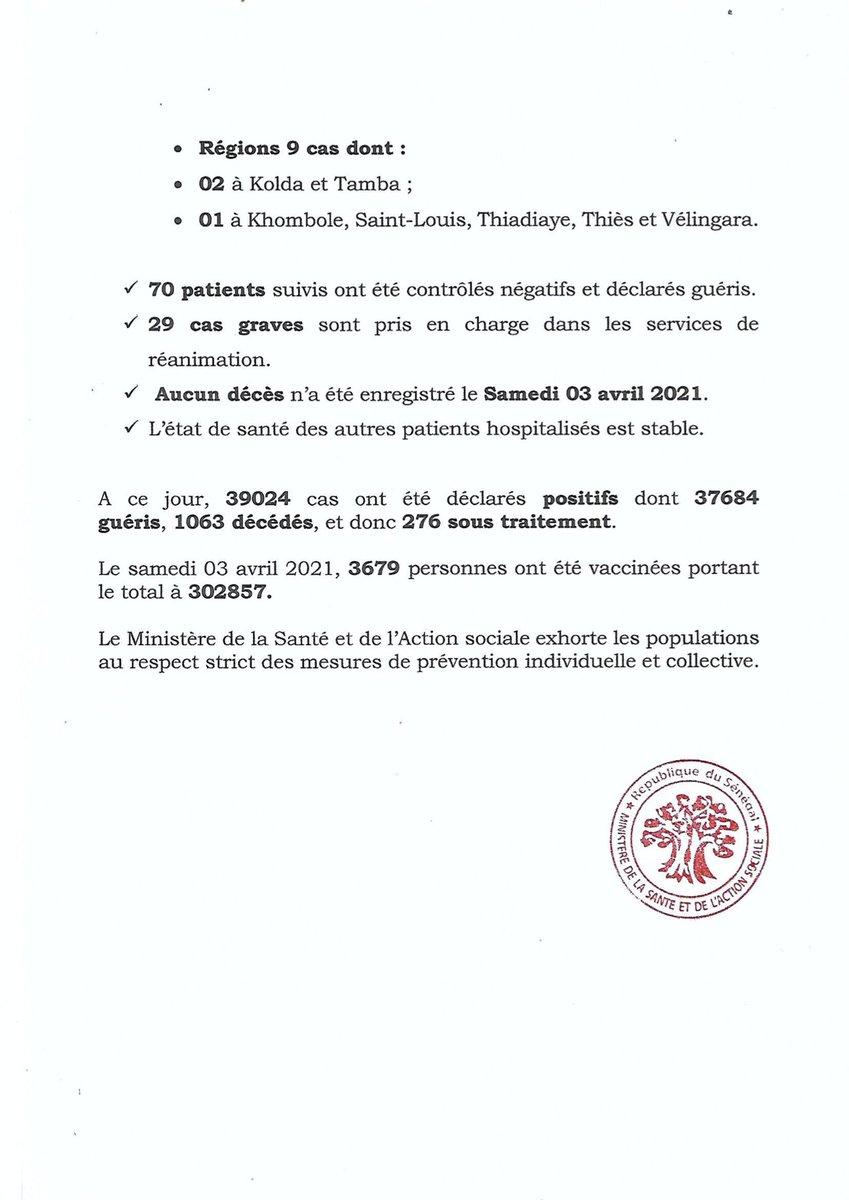 • Régions 9 cas dont :
• 02 à Kolda et Tamba ;
• 01 à Khombole, Saint-Louis, Thiadiaye, Thiès et Vélingara.
✓ 70 patients suivis ont été contrôlés négatifs et déclarés guéris.
✓ 29 cas graves sont pris en charge dans les services de
réanimation.
✓ Aucun décès n'a été enregistré le Samedi 03 avril 2021.
✓ L'état de santé des autres patients hospitalisés est stable.
A ce jour, 39024 cas ont été déclarés positifs dont 37684
guéris, 1063 décédés, et donc 276 sous traitement.
Le samedi 03 avril 2021, 3679 personnes ont été vaccinées portant
le total à 302857.
Le Ministère de la Santé et de l'Action sociale exhorte les populations
au respect strict des mesures de prévention individuelle et collective.
République du Sénégal
MINISTERE DE LA SANTE ET DE L'ACTION SOCIALE